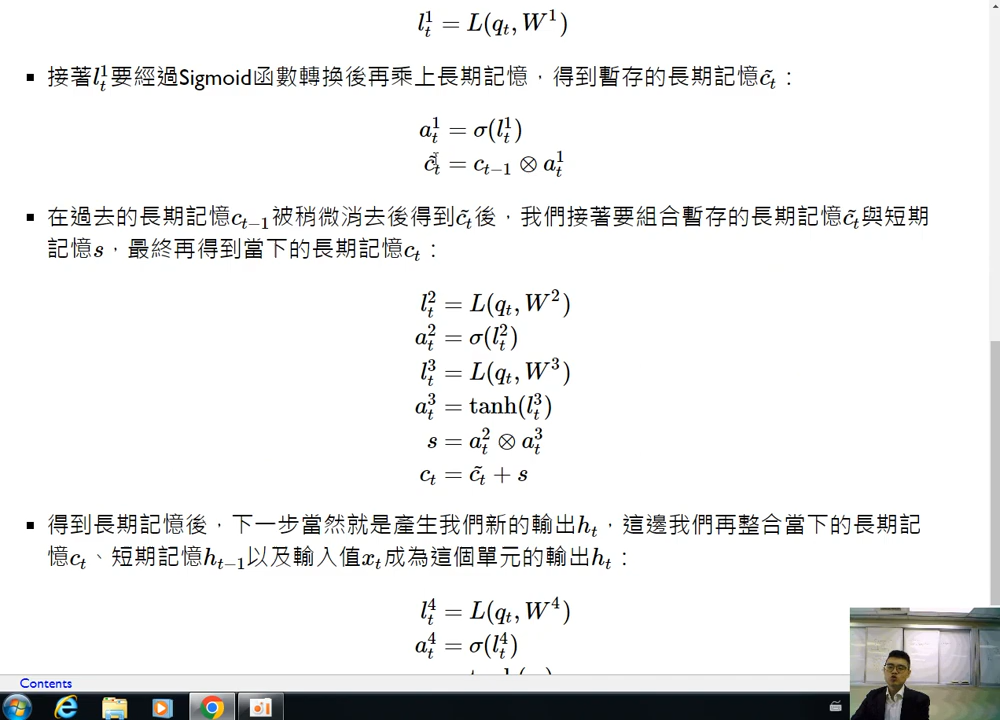 l_t^1 = L(q_t, W^1)
▪ 接著l_t^1要經過Sigmoid函數轉換後再乘上長期記憶，得到暫存的長期記憶c̃_t：
a_t^1 = σ(l_t^1)
c̃_t = c_{t−1} ⊗ a_t^1
▪ 在過去的長期記憶c_{t−1}被稍微消去後得到c̃_t後，我們接著要組合暫存的長期記憶c̃_t與短期
記憶s，最終再得到當下的長期記憶c_t：
l_t^2 = L(q_t, W^2)
a_t^2 = σ(l_t^2)
l_t^3 = L(q_t, W^3)
a_t^3 = tanh(l_t^3)
s = a_t^2 ⊗ a_t^3
c_t = c̃_t + s
▪ 得到長期記憶後，下一步當然就是產生我們新的輸出h_t，這邊我們再整合當下的長期記
憶c_t、短期記憶h_{t−1}以及輸入值x_t成為這個單元的輸出h_t：
l_t^4 = L(q_t, W^4)
a_t^4 = σ(l_t^4)
Contents